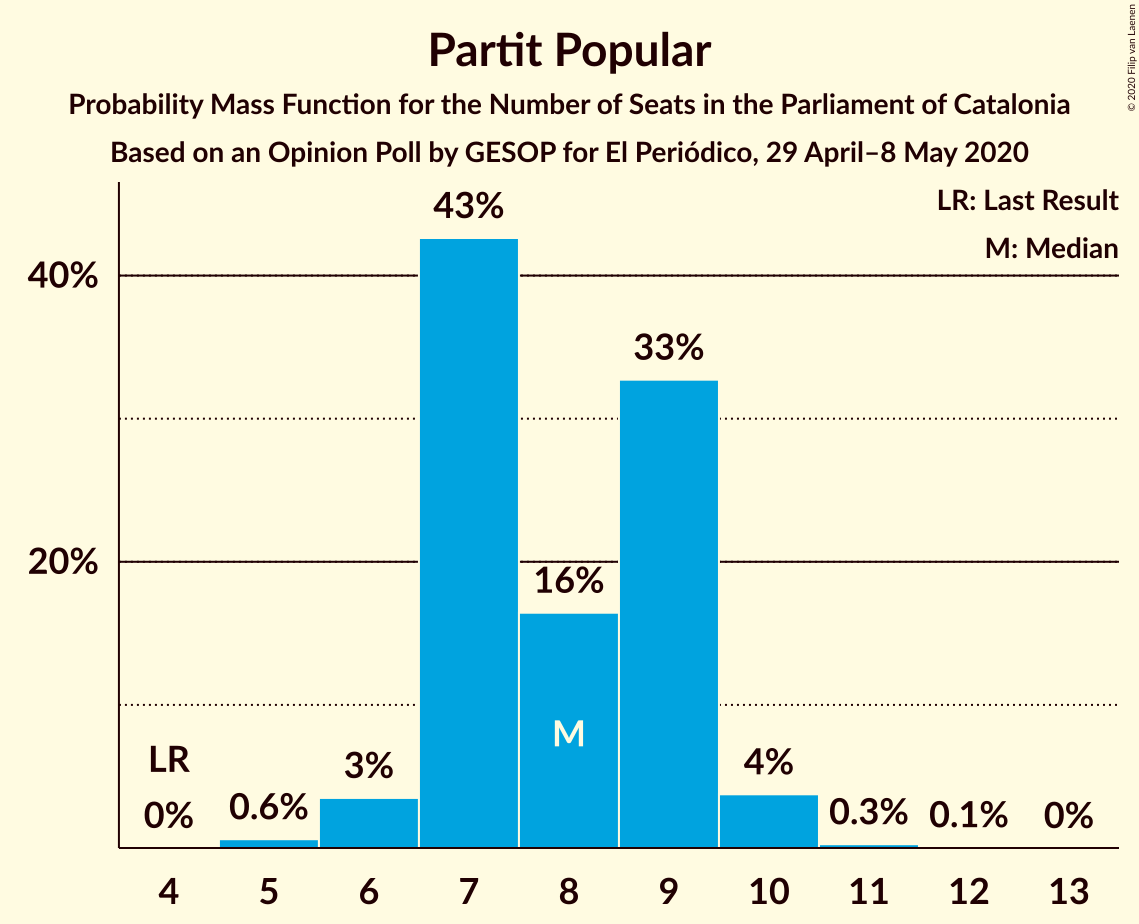 Partit Popular
Probability Mass Function for the Number of Seats in the Parliament of Catalonia
Based on an Opinion Poll by GESOP for El Periódico, 29 April–8 May 2020
© 2020 Filip van Laenen
LR: Last Result
M: Median
40%
20%
LR
0%
0.6%
3%
43%
16%
M
33%
4%
0.3%
0.1%
0%
4 5 6 7 8 9 10 11 12 13